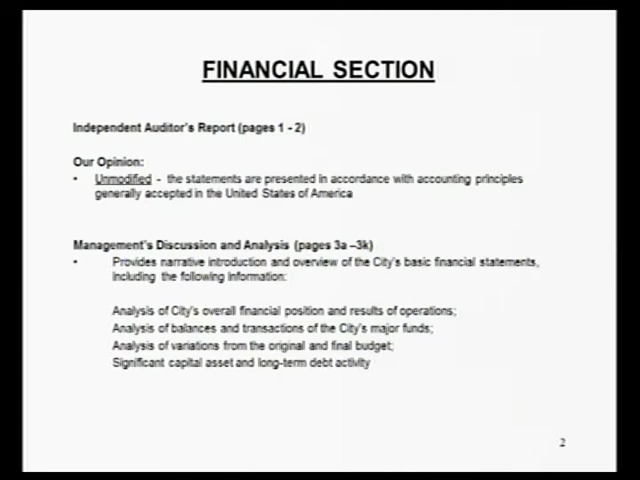 FINANCIAL SECTION
Independent Auditor's Report (pages 1 - 2)
Our Opinion:
• Unmodified - the statements are presented in accordance with accounting principles
generally accepted in the United States of America
Management's Discussion and Analysis (pages 3a –3k)
• Provides narrative introduction and overview of the City's basic financial statements,
including the following information:
Analysis of City's overall financial position and results of operations;
Analysis of balances and transactions of the City's major funds;
Analysis of variations from the original and final budget;
Significant capital asset and long-term debt activity
2